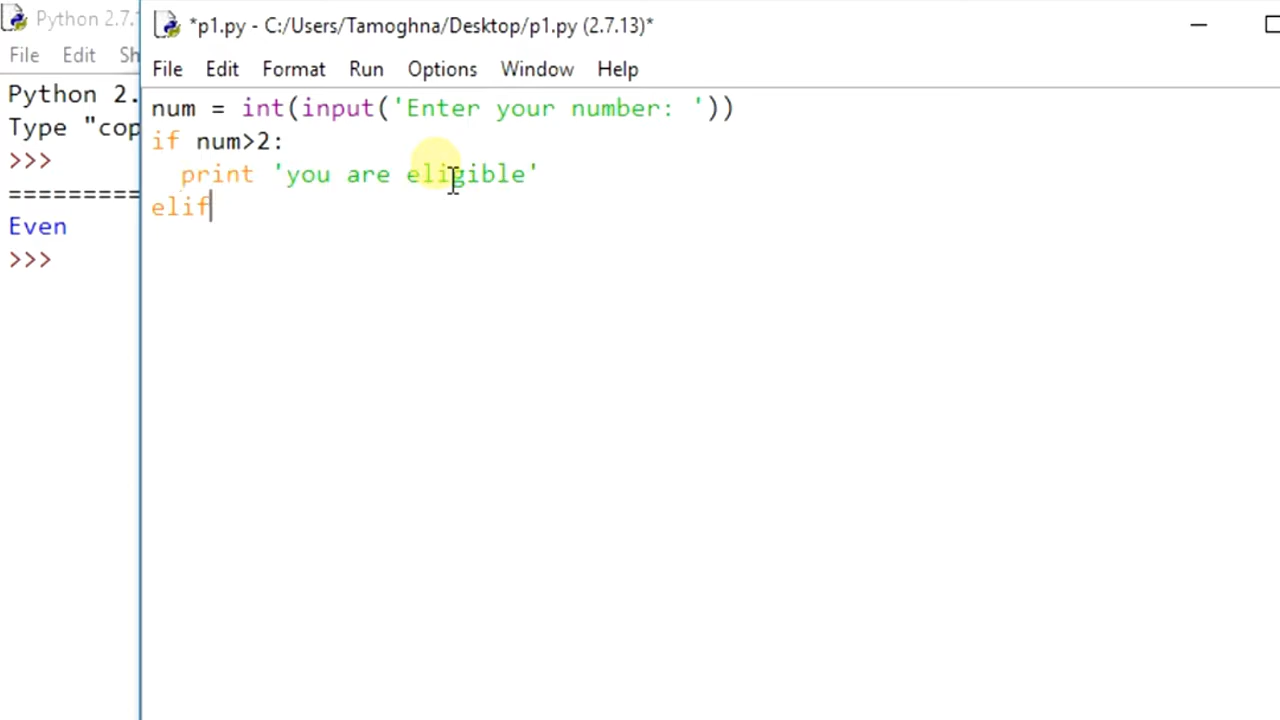 Python 2.7.1
*p1.py - C:/Users/Tamoghna/Desktop/p1.py (2.7.13)*
File Edit Sh
File Edit Format Run Options Window Help
Python 2.
Type "cop
>>>
==========
Even
>>>
num = int(input('Enter your number: '))
if num>2:
  print 'you are eligible'
elif